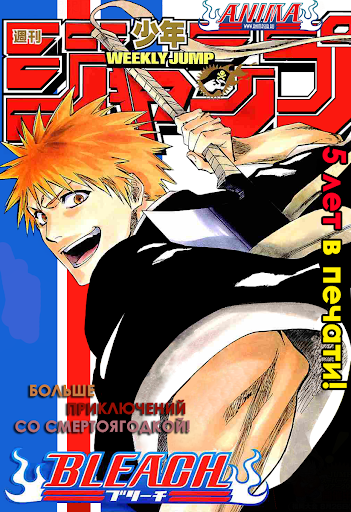 ANIMA
週刊
少年
ジャンプ
WEEKLY JUMP
5 лет в печати!
БОЛЬШЕ
ПРИКЛЮЧЕНИЙ
СО СМЕРТОЯГОДКОЙ!
BLEACH
ブリーチ